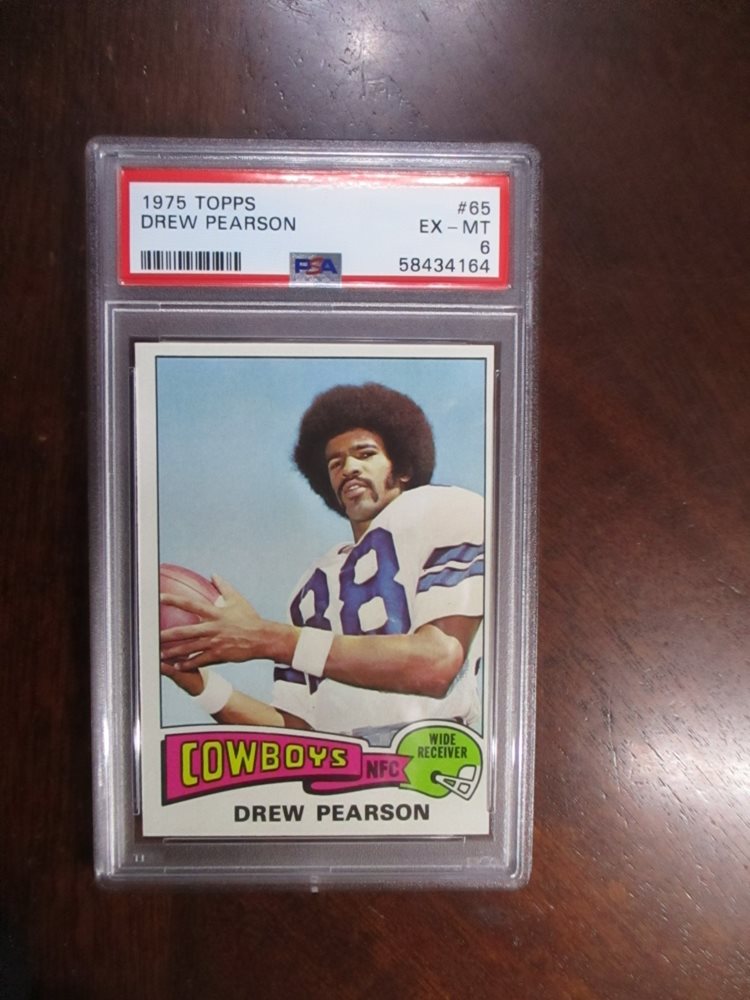 1975 TOPPS #65
DREW PEARSON EX - MT
6
PSA 58434164
88
COWBOYS NFC
WIDE
RECEIVER
DREW PEARSON